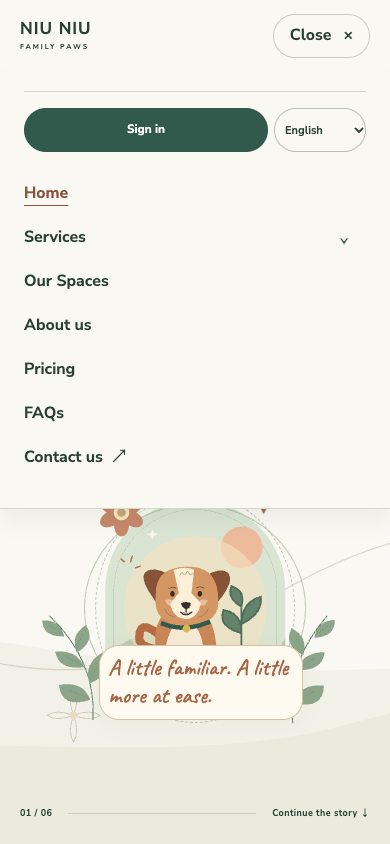 NIU NIU
FAMILY PAWS
Close ×
Sign in
English
Home
Services
Our Spaces
About us
Pricing
FAQs
Contact us ↗
A little familiar. A little
more at ease.
01 / 06
Continue the story ↓